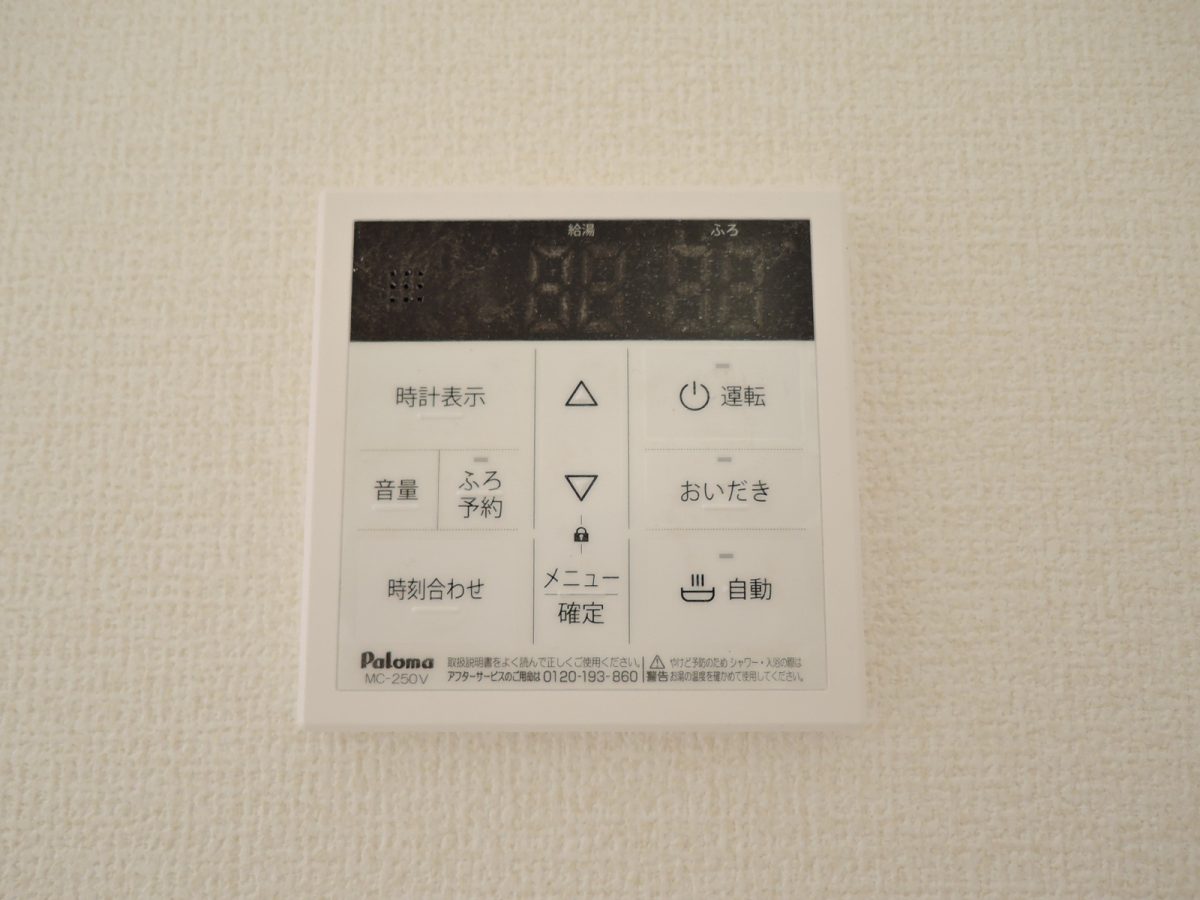 給湯 ふろ
時計表示
運転
音量
ふろ
予約
おいだき
時刻合わせ
メニュー
確定
自動
Paloma
MC-250V
取扱説明書をよく読んで正しくご使用ください。
アフターサービスのご用命は 0120-193-860
警告
やけど予防のため シャワー・入浴の際は
お湯の温度を確かめて使用してください。